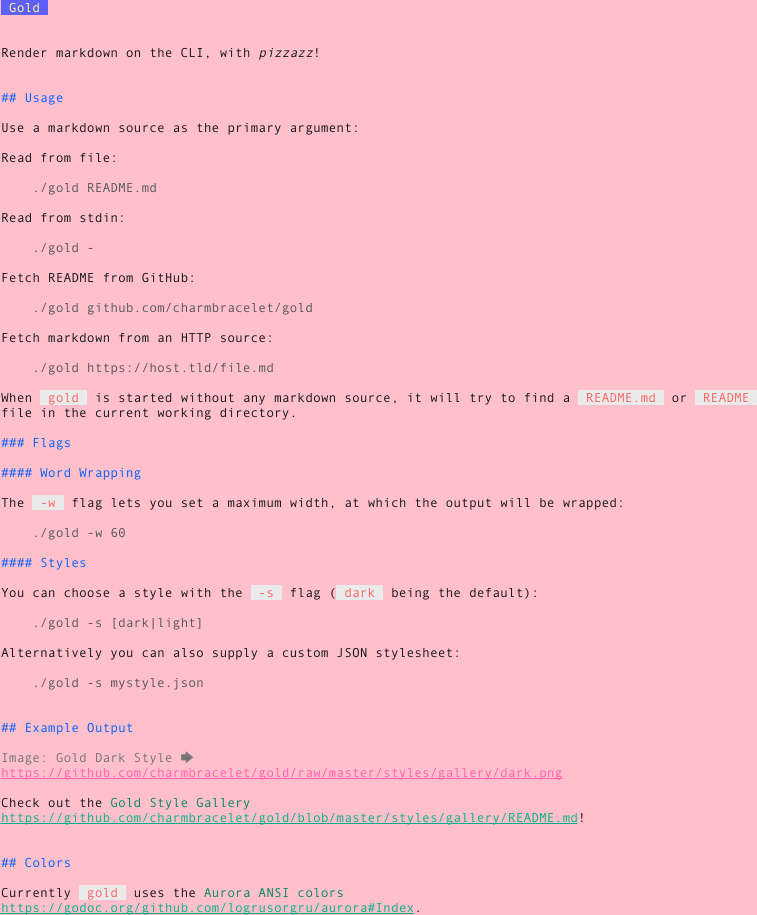 Gold
Render markdown on the CLI, with pizzazz!
## Usage
Use a markdown source as the primary argument:
Read from file:
./gold README.md
Read from stdin:
./gold -
Fetch README from GitHub:
./gold github.com/charmbracelet/gold
Fetch markdown from an HTTP source:
./gold https://host.tld/file.md
When gold is started without any markdown source, it will try to find a README.md or README
file in the current working directory.
### Flags
#### Word Wrapping
The -w flag lets you set a maximum width, at which the output will be wrapped:
./gold -w 60
#### Styles
You can choose a style with the -s flag ( dark being the default):
./gold -s [dark|light]
Alternatively you can also supply a custom JSON stylesheet:
./gold -s mystyle.json
## Example Output
Image: Gold Dark Style 🡆
https://github.com/charmbracelet/gold/raw/master/styles/gallery/dark.png
Check out the Gold Style Gallery
https://github.com/charmbracelet/gold/blob/master/styles/gallery/README.md!
## Colors
Currently gold uses the Aurora ANSI colors
https://godoc.org/github.com/logrusorgru/aurora#Index.